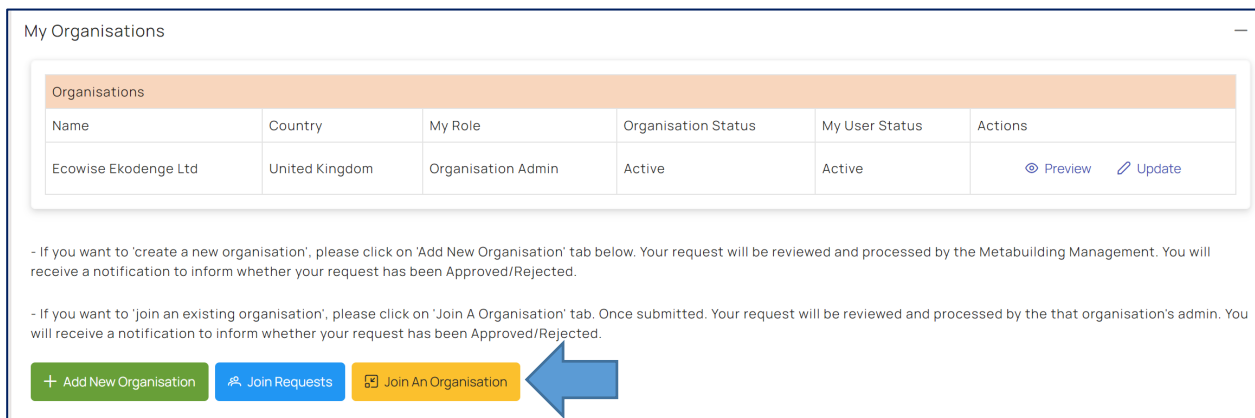 My Organisations
Organisations
Name Country My Role Organisation Status My User Status Actions
Ecowise Ekodenge Ltd United Kingdom Organisation Admin Active Active Preview Update
- If you want to 'create a new organisation', please click on 'Add New Organisation' tab below. Your request will be reviewed and processed by the Metabuilding Management. You will
receive a notification to inform whether your request has been Approved/Rejected.
- If you want to 'join an existing organisation', please click on 'Join A Organisation' tab. Once submitted. Your request will be reviewed and processed by the that organisation's admin. You
will receive a notification to inform whether your request has been Approved/Rejected.
+ Add New Organisation Join Requests Join An Organisation